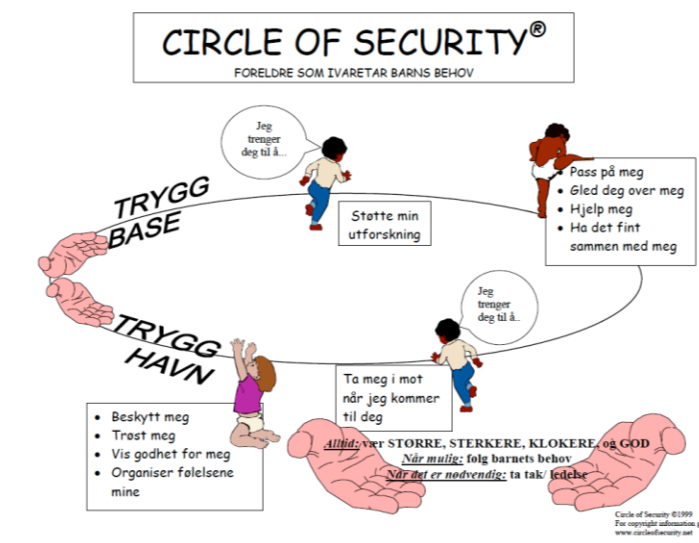 CIRCLE OF SECURITY®
FORELDRE SOM IVARETAR BARNS BEHOV
Jeg
trenger
deg til å...
TRYGG
BASE
Støtte min
utforskning
• Pass på meg
• Gled deg over meg
• Hjelp meg
• Ha det fint
sammen med meg
Jeg
trenger
deg til å..
TRYGG
HAVN
Ta meg i mot
når jeg kommer
til deg
• Beskytt meg
• Trøst meg
• Vis godhet for meg
• Organiser følelsene
mine
Alltid: vær STØRRE, STERKERE, KLOKERE, og GOD
Når mulig: følg barnets behov
Når det er nødvendig: ta tak/ ledelse
Circle of Security ©1999
For copyright information
www.circleofsecurity.net